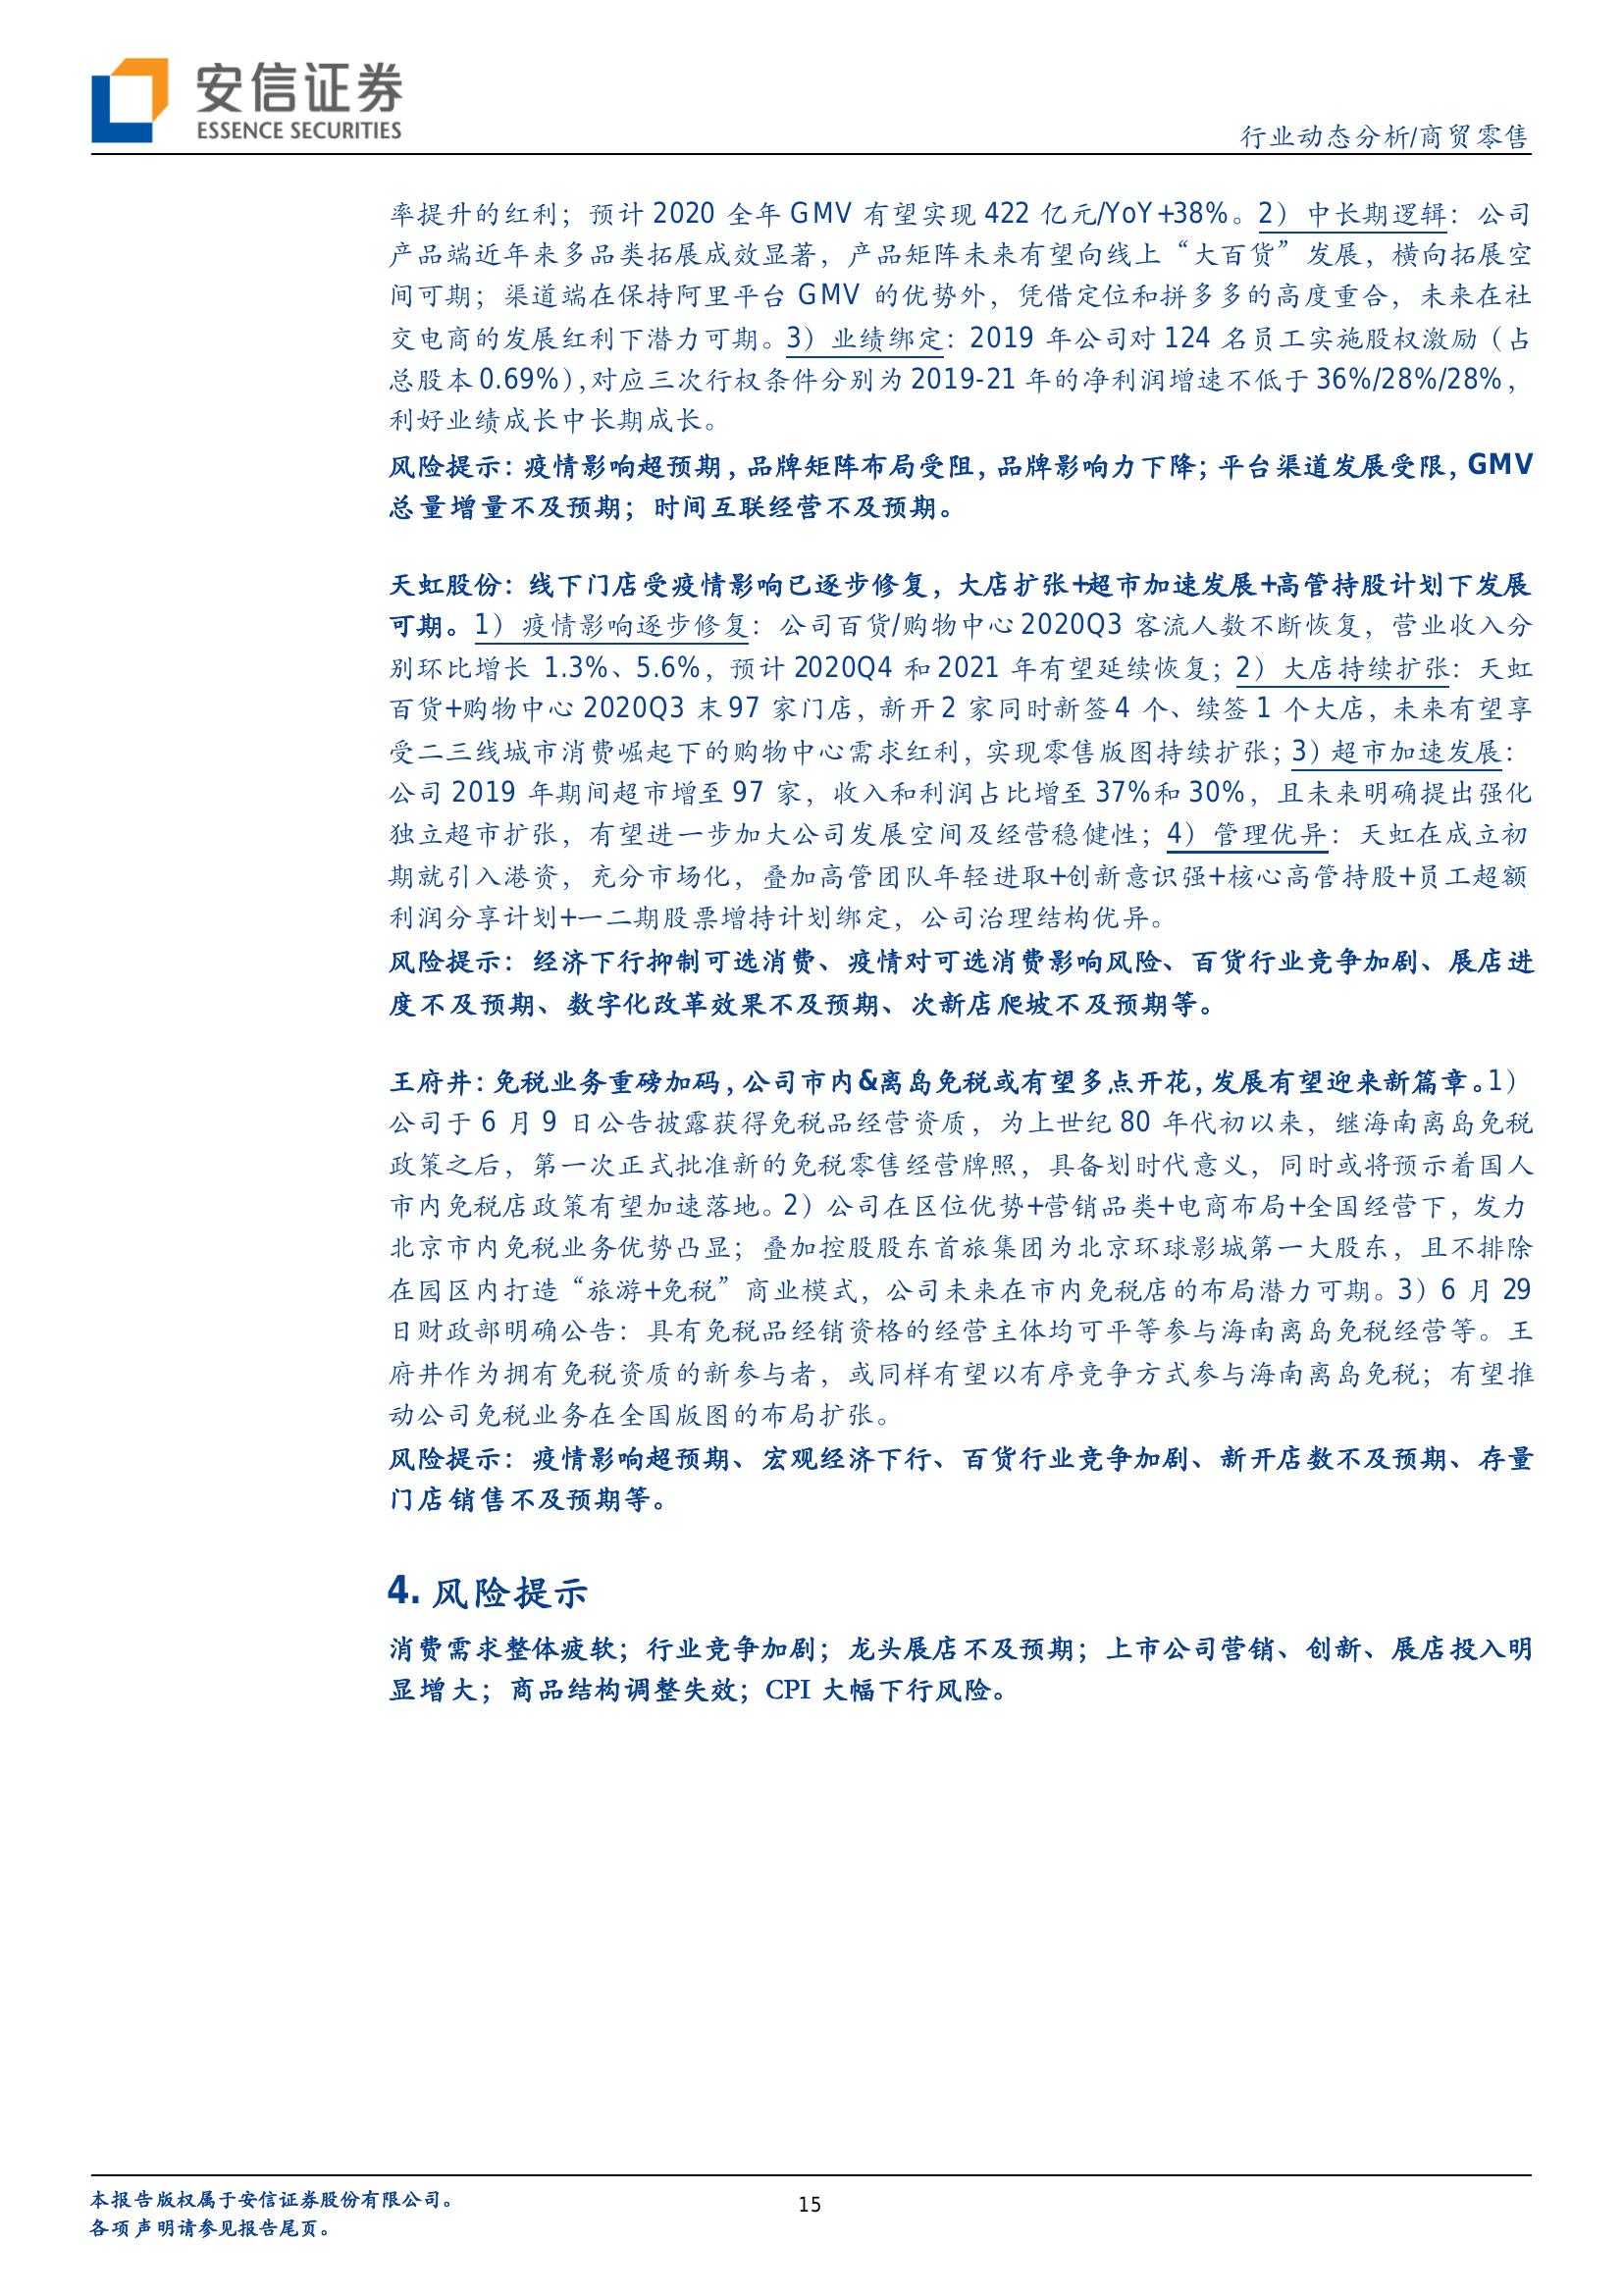 安信证券
ESSENCE SECURITIES
行业动态分析/商贸零售
率提升的红利；预计 2020 全年 GMV 有望实现 422 亿元/YoY+38%。2）中长期逻辑：公司
产品端近年来多品类拓展成效显著，产品矩阵未来有望向线上“大百货”发展，横向拓展空
间可期；渠道端在保持阿里平台 GMV 的优势外，凭借定位和拼多多的高度重合，未来在社
交电商的发展红利下潜力可期。3）业绩绑定：2019 年公司对 124 名员工实施股权激励（占
总股本 0.69%），对应三次行权条件分别为 2019-21 年的净利润增速不低于 36%/28%/28%，
利好业绩成长中长期成长。
风险提示：疫情影响超预期，品牌矩阵布局受阻，品牌影响力下降；平台渠道发展受限，GMV
总量增量不及预期；时间互联经营不及预期。
天虹股份：线下门店受疫情影响已逐步修复，大店扩张+超市加速发展+高管持股计划下发展
可期。1）疫情影响逐步修复：公司百货/购物中心 2020Q3 客流人数不断恢复，营业收入分
别环比增长 1.3%、5.6%，预计 2020Q4 和 2021 年有望延续恢复；2）大店持续扩张：天虹
百货+购物中心 2020Q3 末 97 家门店，新开 2 家同时新签 4 个、续签 1 个大店，未来有望享
受二三线城市消费崛起下的购物中心需求红利，实现零售版图持续扩张；3）超市加速发展：
公司 2019 年期间超市增至 97 家，收入和利润占比增至 37%和 30%，且未来明确提出强化
独立超市扩张，有望进一步加大公司发展空间及经营稳健性；4）管理优异：天虹在成立初
期就引入港资，充分市场化，叠加高管团队年轻进取+创新意识强+核心高管持股+员工超额
利润分享计划+一二期股票增持计划绑定，公司治理结构优异。
风险提示：经济下行抑制可选消费、疫情对可选消费影响风险、百货行业竞争加剧、展店进
度不及预期、数字化改革效果不及预期、次新店爬坡不及预期等。
王府井：免税业务重磅加码，公司市内&离岛免税或有望多点开花，发展有望迎来新篇章。1）
公司于 6 月 9 日公告披露获得免税品经营资质，为上世纪 80 年代初以来，继海南离岛免税
政策之后，第一次正式批准新的免税零售经营牌照，具备划时代意义，同时或将预示着国人
市内免税店政策有望加速落地。2）公司在区位优势+营销品类+电商布局+全国经营下，发力
北京市内免税业务优势凸显；叠加控股股东首旅集团为北京环球影城第一大股东，且不排除
在园区内打造“旅游+免税”商业模式，公司未来在市内免税店的布局潜力可期。3）6 月 29
日财政部明确公告：具有免税品经销资格的经营主体均可平等参与海南离岛免税经营等。王
府井作为拥有免税资质的新参与者，或同样有望以有序竞争方式参与海南离岛免税；有望推
动公司免税业务在全国版图的布局扩张。
风险提示：疫情影响超预期、宏观经济下行、百货行业竞争加剧、新开店数不及预期、存量
门店销售不及预期等。
4. 风险提示
消费需求整体疲软；行业竞争加剧；龙头展店不及预期；上市公司营销、创新、展店投入明
显增大；商品结构调整失效；CPI 大幅下行风险。
本报告版权属于安信证券股份有限公司。
15
各项声明请参见报告尾页。